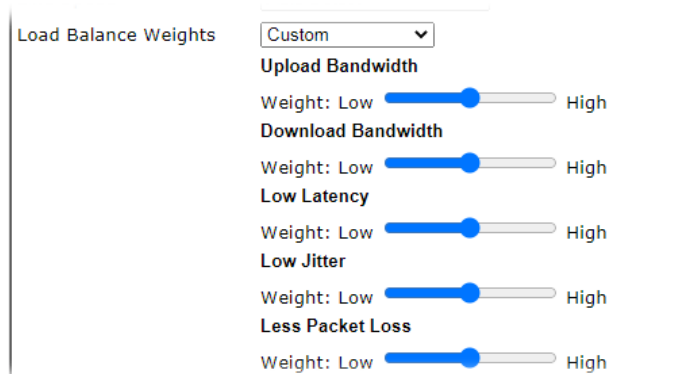 Load Balance Weights Custom
Upload Bandwidth
Weight: Low High
Download Bandwidth
Weight: Low High
Low Latency
Weight: Low High
Low Jitter
Weight: Low High
Less Packet Loss
Weight: Low High